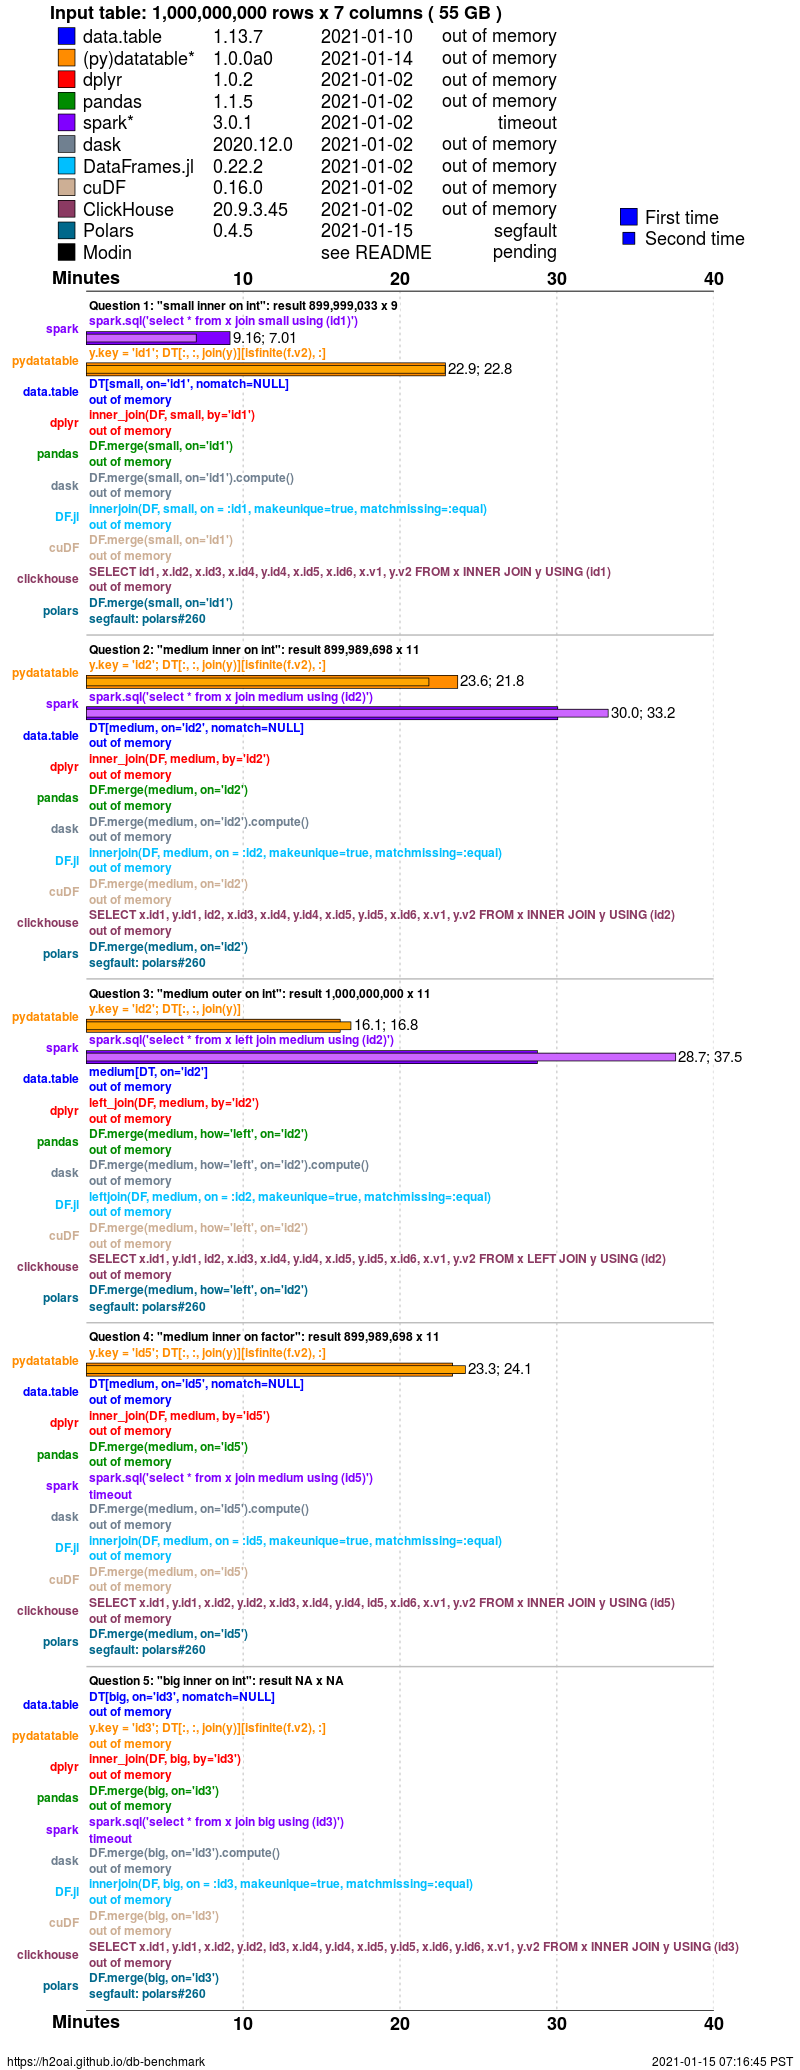 Input table: 1,000,000,000 rows x 7 columns ( 55 GB )
data.table 1.13.7 2021-01-10 out of memory
(py)datatable* 1.0.0a0 2021-01-14 out of memory
dplyr 1.0.2 2021-01-02 out of memory
pandas 1.1.5 2021-01-02 out of memory
spark* 3.0.1 2021-01-02 timeout
dask 2020.12.0 2021-01-02 out of memory
DataFrames.jl 0.22.2 2021-01-02 out of memory
cuDF 0.16.0 2021-01-02 out of memory
ClickHouse 20.9.3.45 2021-01-02 out of memory
Polars 0.4.5 2021-01-15 segfault
Modin see README pending
First time
Second time
Minutes 10 20 30 40
Question 1: "small inner on int": result 899,999,033 x 9
spark.sql('select * from x join small using (id1)')
spark 9.16; 7.01
y.key = 'id1'; DT[:, :, join(y)][isfinite(f.v2), :]
pydatatable 22.9; 22.8
DT[small, on='id1', nomatch=NULL]
data.table out of memory
inner_join(DF, small, by='id1')
dplyr out of memory
DF.merge(small, on='id1')
pandas out of memory
DF.merge(small, on='id1').compute()
dask out of memory
innerjoin(DF, small, on = :id1, makeunique=true, matchmissing=:equal)
DF.jl out of memory
DF.merge(small, on='id1')
cuDF out of memory
SELECT id1, x.id2, x.id3, x.id4, y.id4, x.id5, x.id6, x.v1, y.v2 FROM x INNER JOIN y USING (id1)
clickhouse out of memory
DF.merge(small, on='id1')
polars segfault: polars#260
Question 2: "medium inner on int": result 899,989,698 x 11
y.key = 'id2'; DT[:, :, join(y)][isfinite(f.v2), :]
pydatatable 23.6; 21.8
spark.sql('select * from x join medium using (id2)')
spark 30.0; 33.2
DT[medium, on='id2', nomatch=NULL]
data.table out of memory
inner_join(DF, medium, by='id2')
dplyr out of memory
DF.merge(medium, on='id2')
pandas out of memory
DF.merge(medium, on='id2').compute()
dask out of memory
innerjoin(DF, medium, on = :id2, makeunique=true, matchmissing=:equal)
DF.jl out of memory
DF.merge(medium, on='id2')
cuDF out of memory
SELECT x.id1, y.id1, id2, x.id3, x.id4, y.id4, x.id5, y.id5, x.id6, x.v1, y.v2 FROM x INNER JOIN y USING (id2)
clickhouse out of memory
DF.merge(medium, on='id2')
polars segfault: polars#260
Question 3: "medium outer on int": result 1,000,000,000 x 11
y.key = 'id2'; DT[:, :, join(y)]
pydatatable 16.1; 16.8
spark.sql('select * from x left join medium using (id2)')
spark 28.7; 37.5
medium[DT, on='id2']
data.table out of memory
left_join(DF, medium, by='id2')
dplyr out of memory
DF.merge(medium, how='left', on='id2')
pandas out of memory
DF.merge(medium, how='left', on='id2').compute()
dask out of memory
leftjoin(DF, medium, on = :id2, makeunique=true, matchmissing=:equal)
DF.jl out of memory
DF.merge(medium, how='left', on='id2')
cuDF out of memory
SELECT x.id1, y.id1, id2, x.id3, x.id4, y.id4, x.id5, y.id5, x.id6, x.v1, y.v2 FROM x LEFT JOIN y USING (id2)
clickhouse out of memory
DF.merge(medium, how='left', on='id2')
polars segfault: polars#260
Question 4: "medium inner on factor": result 899,989,698 x 11
y.key = 'id5'; DT[:, :, join(y)][isfinite(f.v2), :]
pydatatable 23.3; 24.1
DT[medium, on='id5', nomatch=NULL]
data.table out of memory
inner_join(DF, medium, by='id5')
dplyr out of memory
DF.merge(medium, on='id5')
pandas out of memory
spark.sql('select * from x join medium using (id5)')
spark timeout
DF.merge(medium, on='id5').compute()
dask out of memory
innerjoin(DF, medium, on = :id5, makeunique=true, matchmissing=:equal)
DF.jl out of memory
DF.merge(medium, on='id5')
cuDF out of memory
SELECT x.id1, y.id1, x.id2, y.id2, x.id3, x.id4, y.id4, id5, x.id6, x.v1, y.v2 FROM x INNER JOIN y USING (id5)
clickhouse out of memory
DF.merge(medium, on='id5')
polars segfault: polars#260
Question 5: "big inner on int": result NA x NA
DT[big, on='id3', nomatch=NULL]
data.table out of memory
y.key = 'id3'; DT[:, :, join(y)][isfinite(f.v2), :]
pydatatable out of memory
inner_join(DF, big, by='id3')
dplyr out of memory
DF.merge(big, on='id3')
pandas out of memory
spark.sql('select * from x join big using (id3)')
spark timeout
DF.merge(big, on='id3').compute()
dask out of memory
innerjoin(DF, big, on = :id3, makeunique=true, matchmissing=:equal)
DF.jl out of memory
DF.merge(big, on='id3')
cuDF out of memory
SELECT x.id1, y.id1, x.id2, y.id2, id3, x.id4, y.id4, x.id5, y.id5, x.id6, y.id6, x.v1, y.v2 FROM x INNER JOIN y USING (id3)
clickhouse out of memory
DF.merge(big, on='id3')
polars segfault: polars#260
Minutes 10 20 30 40
https://h2oai.github.io/db-benchmark 2021-01-15 07:16:45 PST